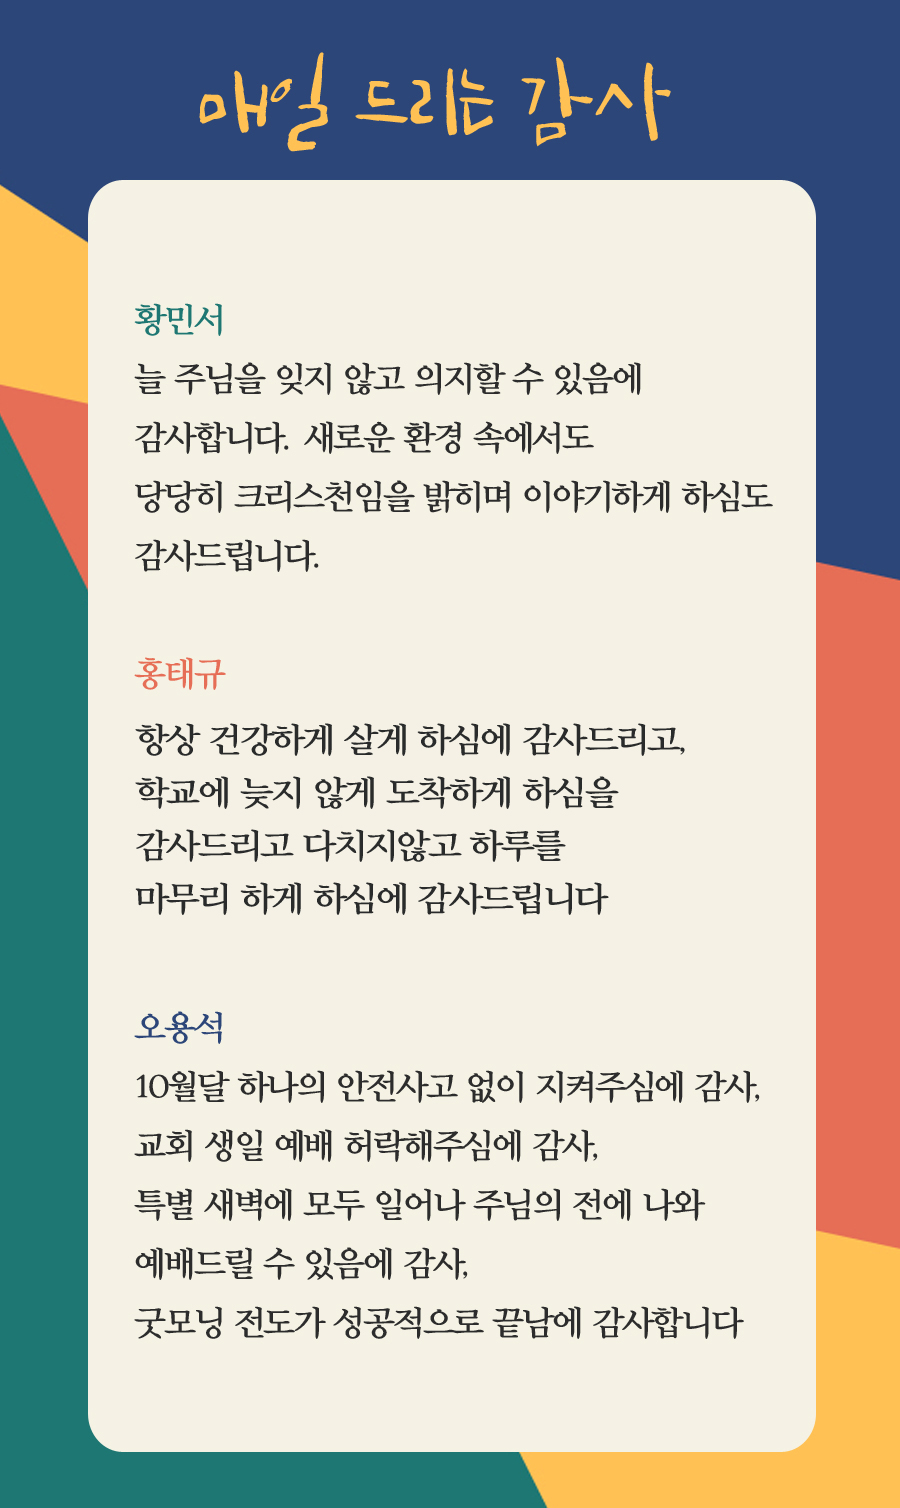 매일 드리는 감사
황민서
늘 주님을 잊지 않고 의지할 수 있음에
감사합니다. 새로운 환경 속에서도
당당히 크리스천임을 밝히며 이야기하게 하심도
감사드립니다.
홍태규
항상 건강하게 살게 하심에 감사드리고,
학교에 늦지 않게 도착하게 하심을
감사드리고 다치지않고 하루를
마무리 하게 하심에 감사드립니다
오용석
10월달 하나의 안전사고 없이 지켜주심에 감사,
교회 생일 예배 허락해주심에 감사,
특별 새벽에 모두 일어나 주님의 전에 나와
예배드릴 수 있음에 감사,
굿모닝 전도가 성공적으로 끝남에 감사합니다